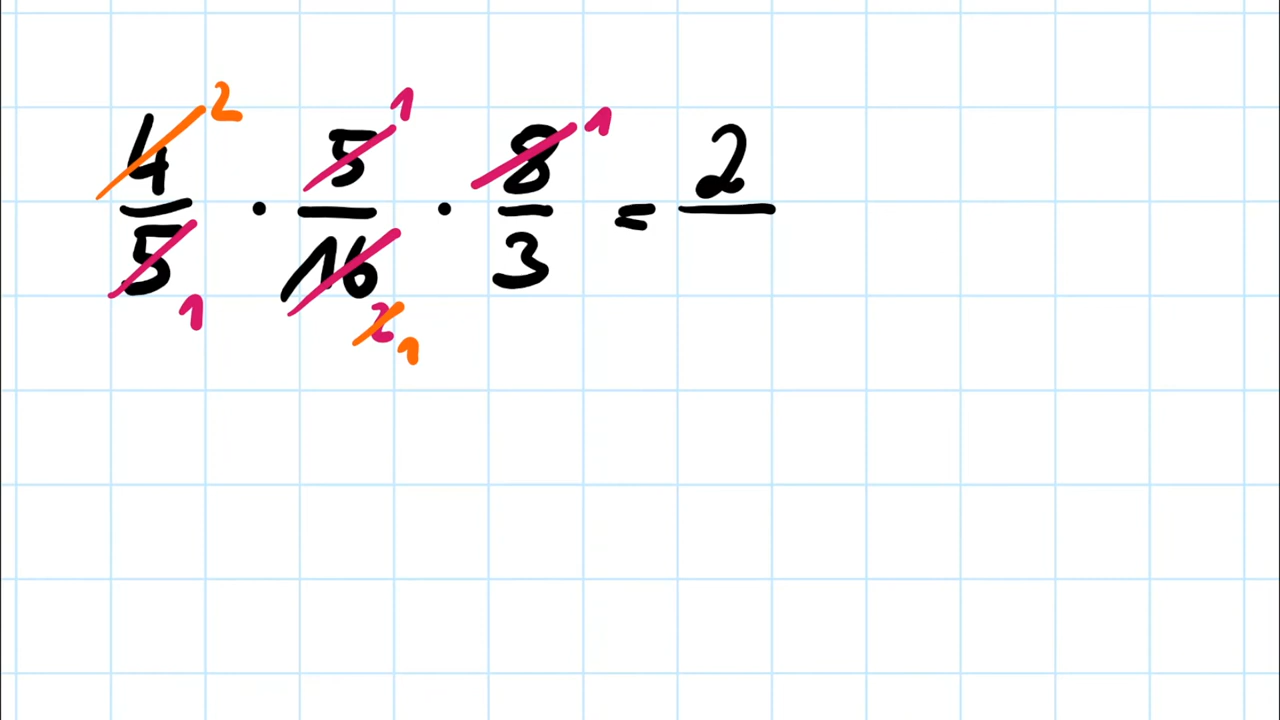 2 1 1
4 5 8 2
— · — · — = —
5 16 3
1 2 1